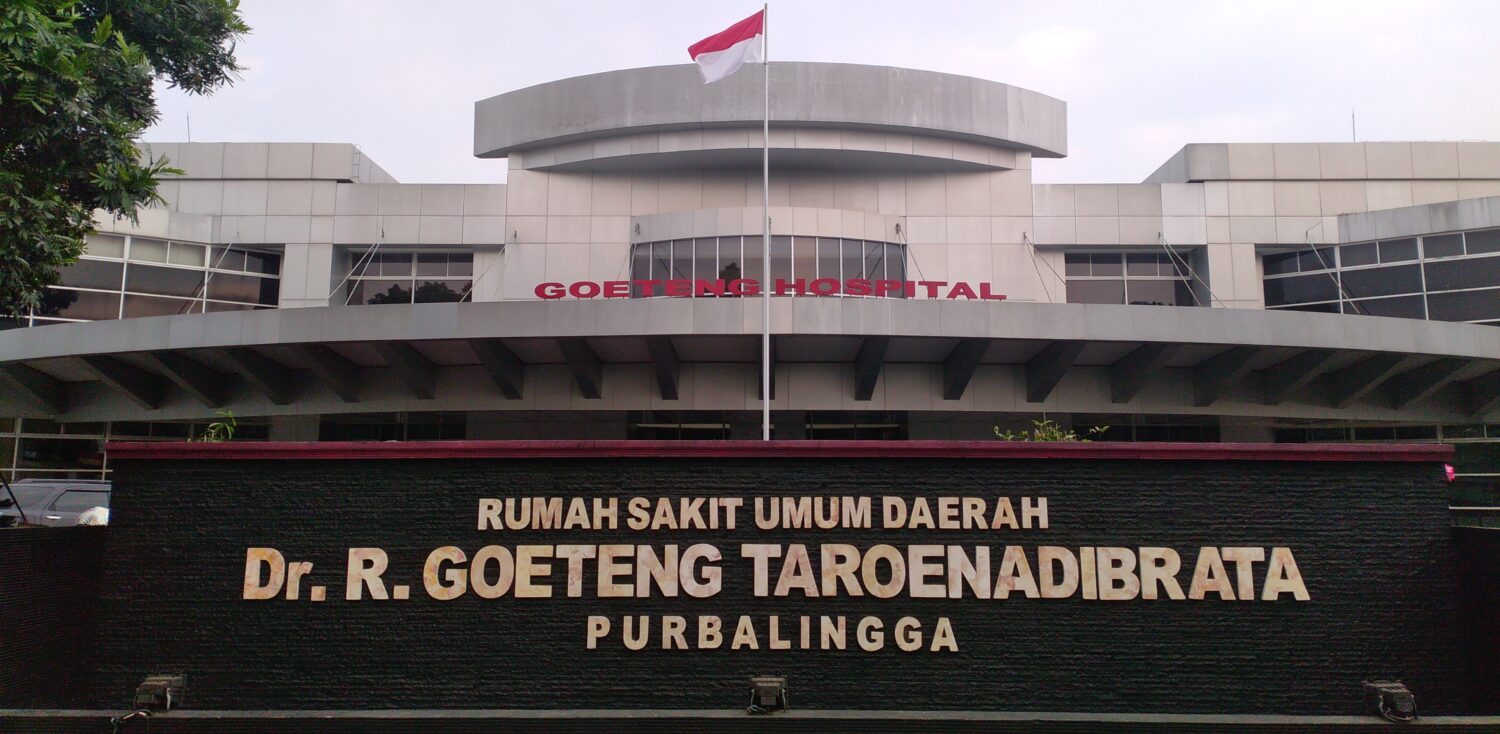 GOETENG HOSPITAL
RUMAH SAKIT UMUM DAERAH
Dr. R. GOETENG TAROENADIBRATA
PURBALINGGA